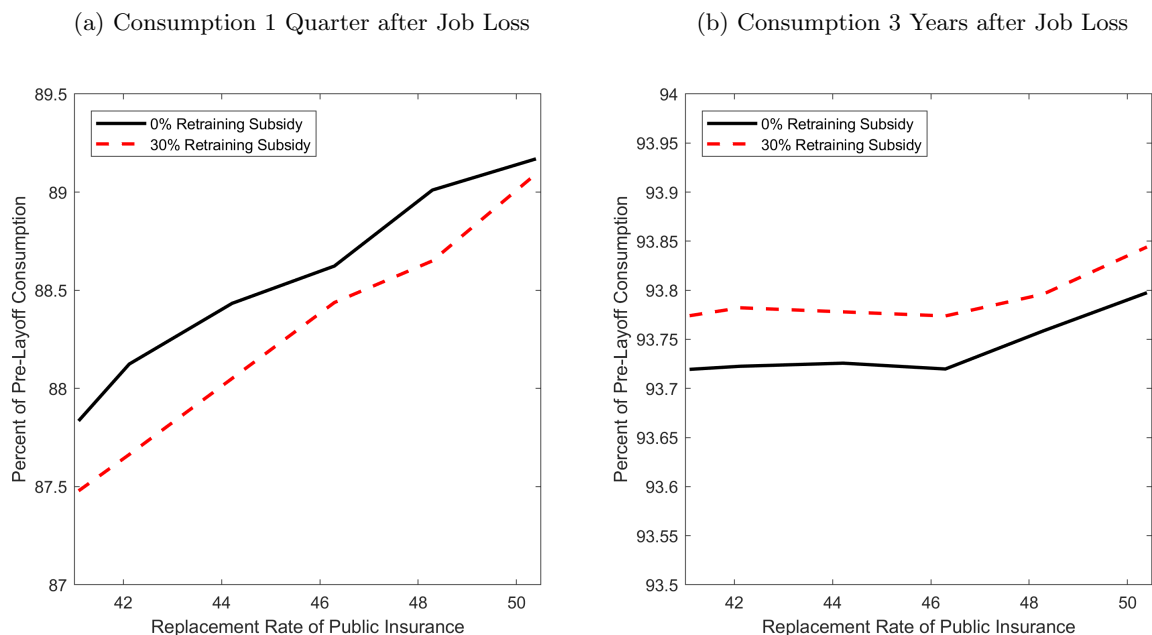 (a) Consumption 1 Quarter after Job Loss
89.5
89
88.5
88
87.5
87
Percent of Pre-Layoff Consumption
0% Retraining Subsidy
30% Retraining Subsidy
42 44 46 48 50
Replacement Rate of Public Insurance
(b) Consumption 3 Years after Job Loss
94
93.95
93.9
93.85
93.8
93.75
93.7
93.65
93.6
93.55
93.5
Percent of Pre-Layoff Consumption
0% Retraining Subsidy
30% Retraining Subsidy
42 44 46 48 50
Replacement Rate of Public Insurance